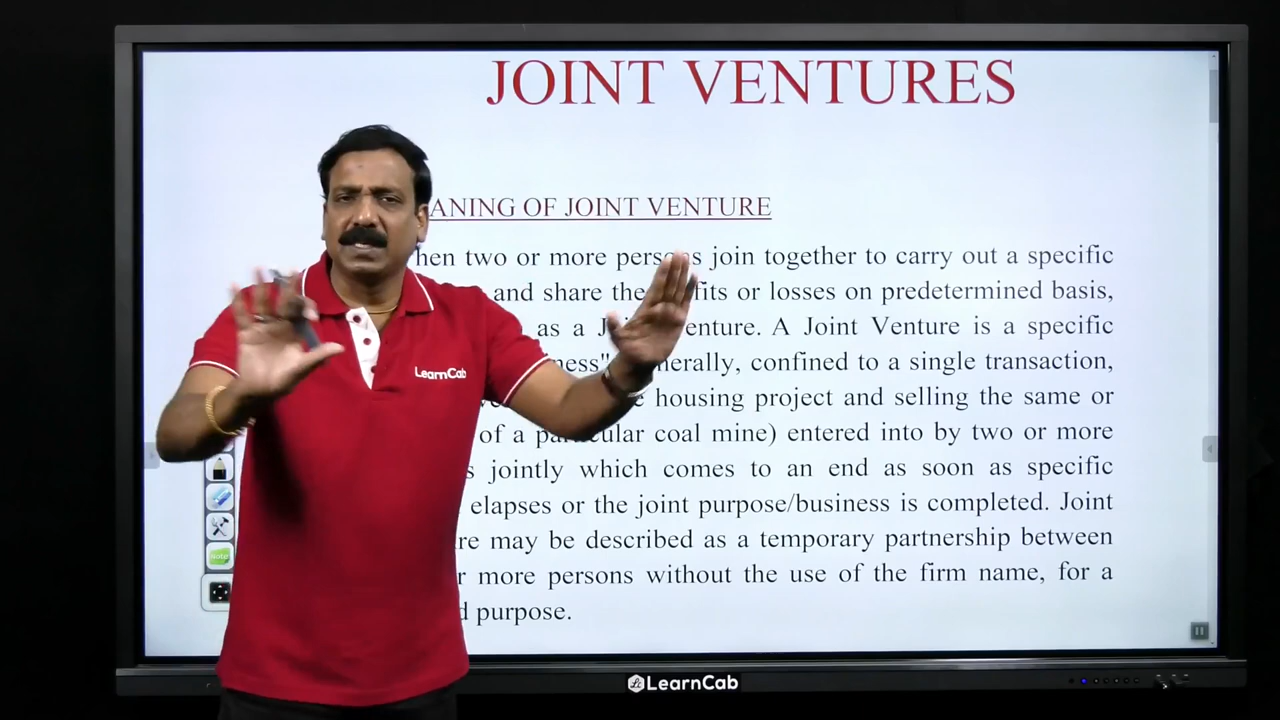 JOINT VENTURES
ANING OF JOINT VENTURE
hen two or more persons join together to carry out a specific
and share the fits or losses on predetermined basis,
as a J enture. A Joint Venture is a specific
ness" nerally, confined to a single transaction,
housing project and selling the same or
of a particular coal mine) entered into by two or more
s jointly which comes to an end as soon as specific
elapses or the joint purpose/business is completed. Joint
re may be described as a temporary partnership between
r more persons without the use of the firm name, for a
d purpose.
LearnCab
note
LearnCab